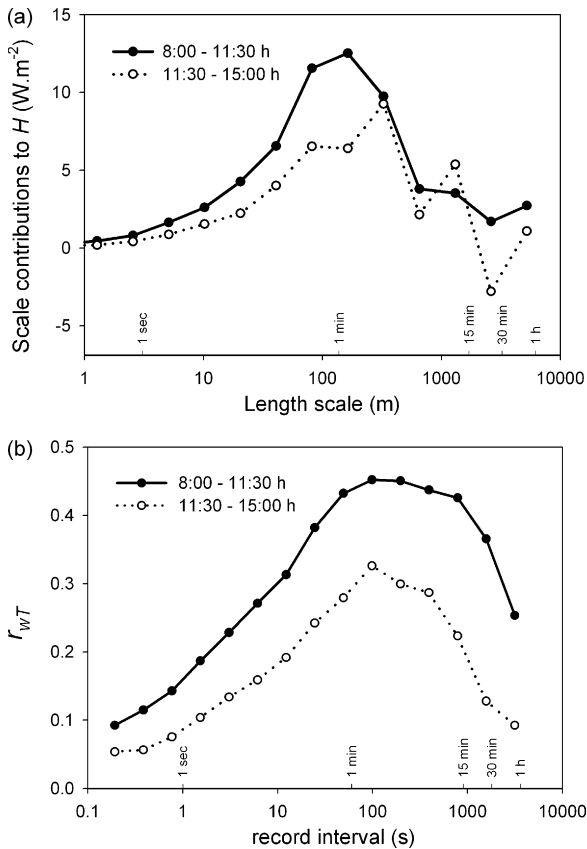 (a)
15
10
5
0
-5
Scale contributions to H (W.m-2)
8:00 - 11:30 h
11:30 - 15:00 h
1 sec
1 min
15 min
30 min
1 h
1 10 100 1000 10000
Length scale (m)
(b)
0.5
0.4
0.3
0.2
0.1
0.0
rwT
8:00 - 11:30 h
11:30 - 15:00 h
1 sec
1 min
15 min
30 min
1 h
0.1 1 10 100 1000 10000
record interval (s)